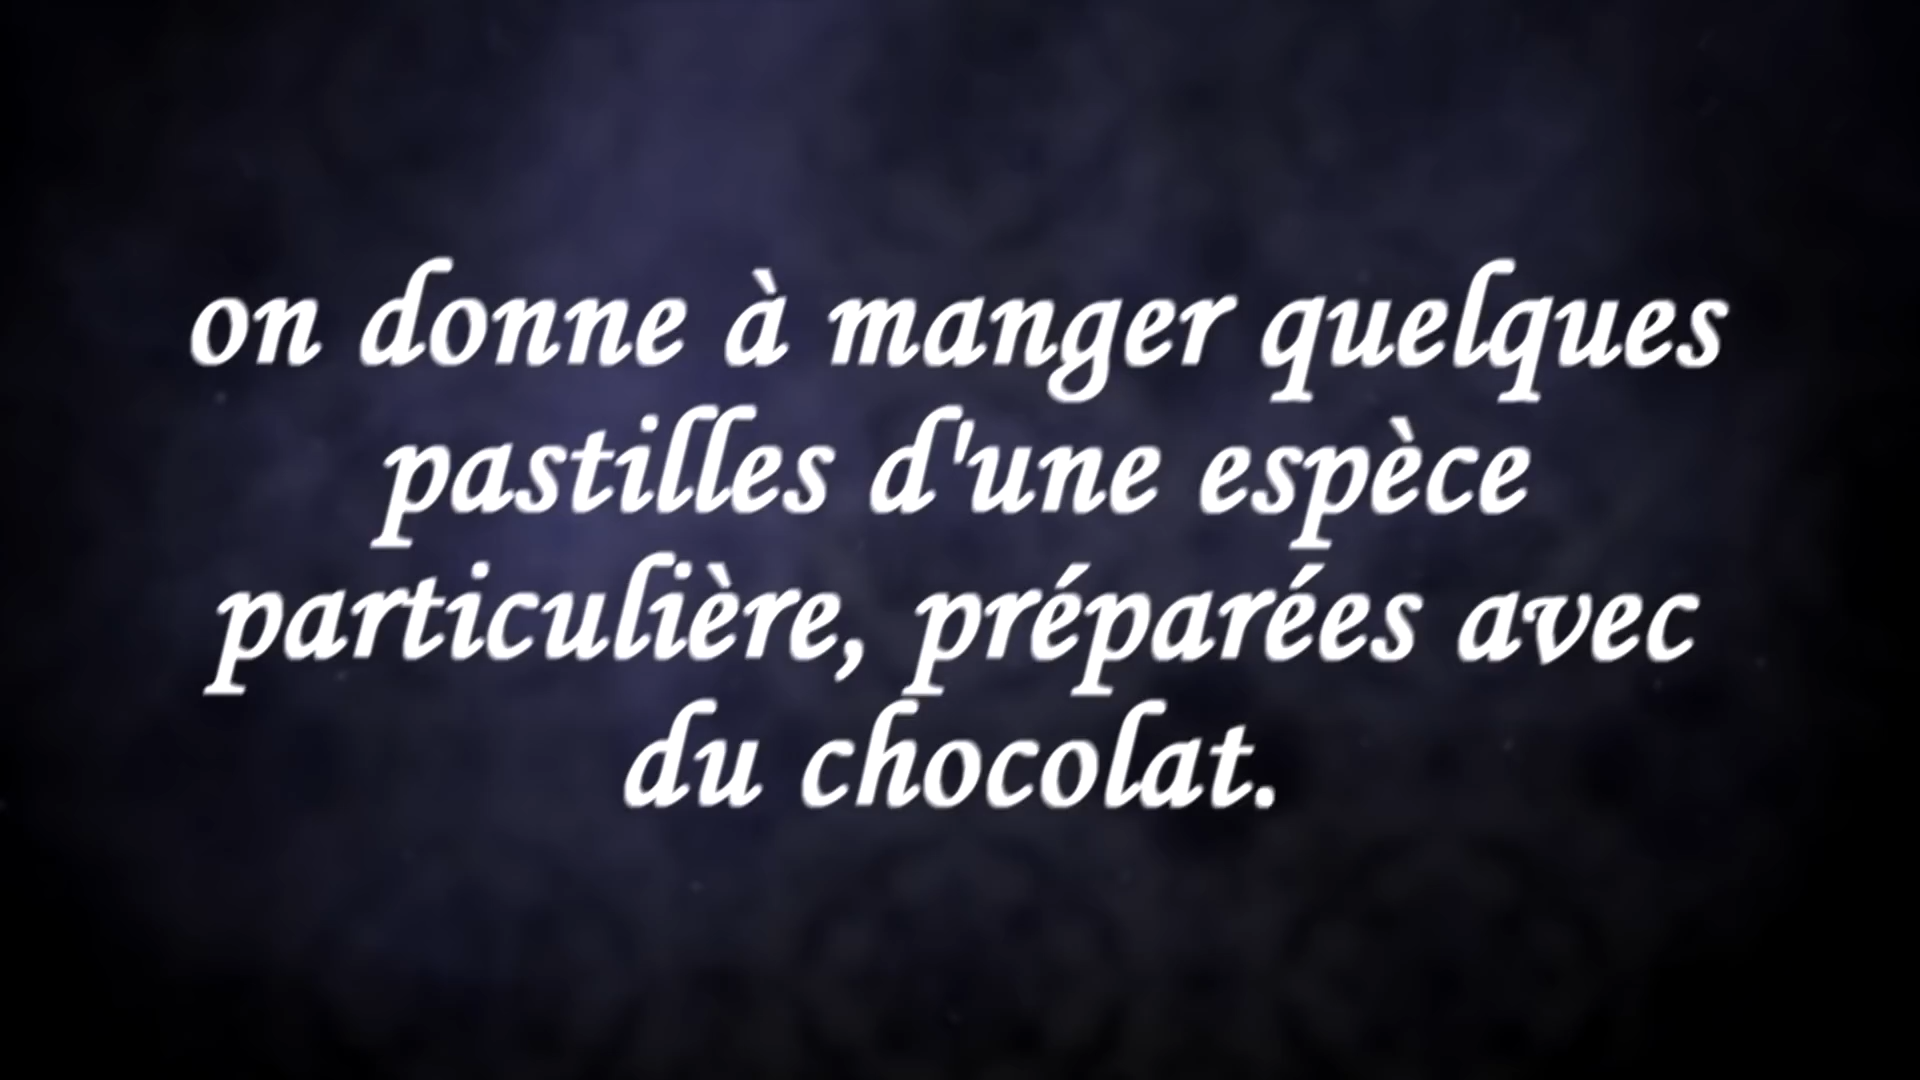 on donne à manger quelques
pastilles d'une espèce
particulière, préparées avec
du chocolat.